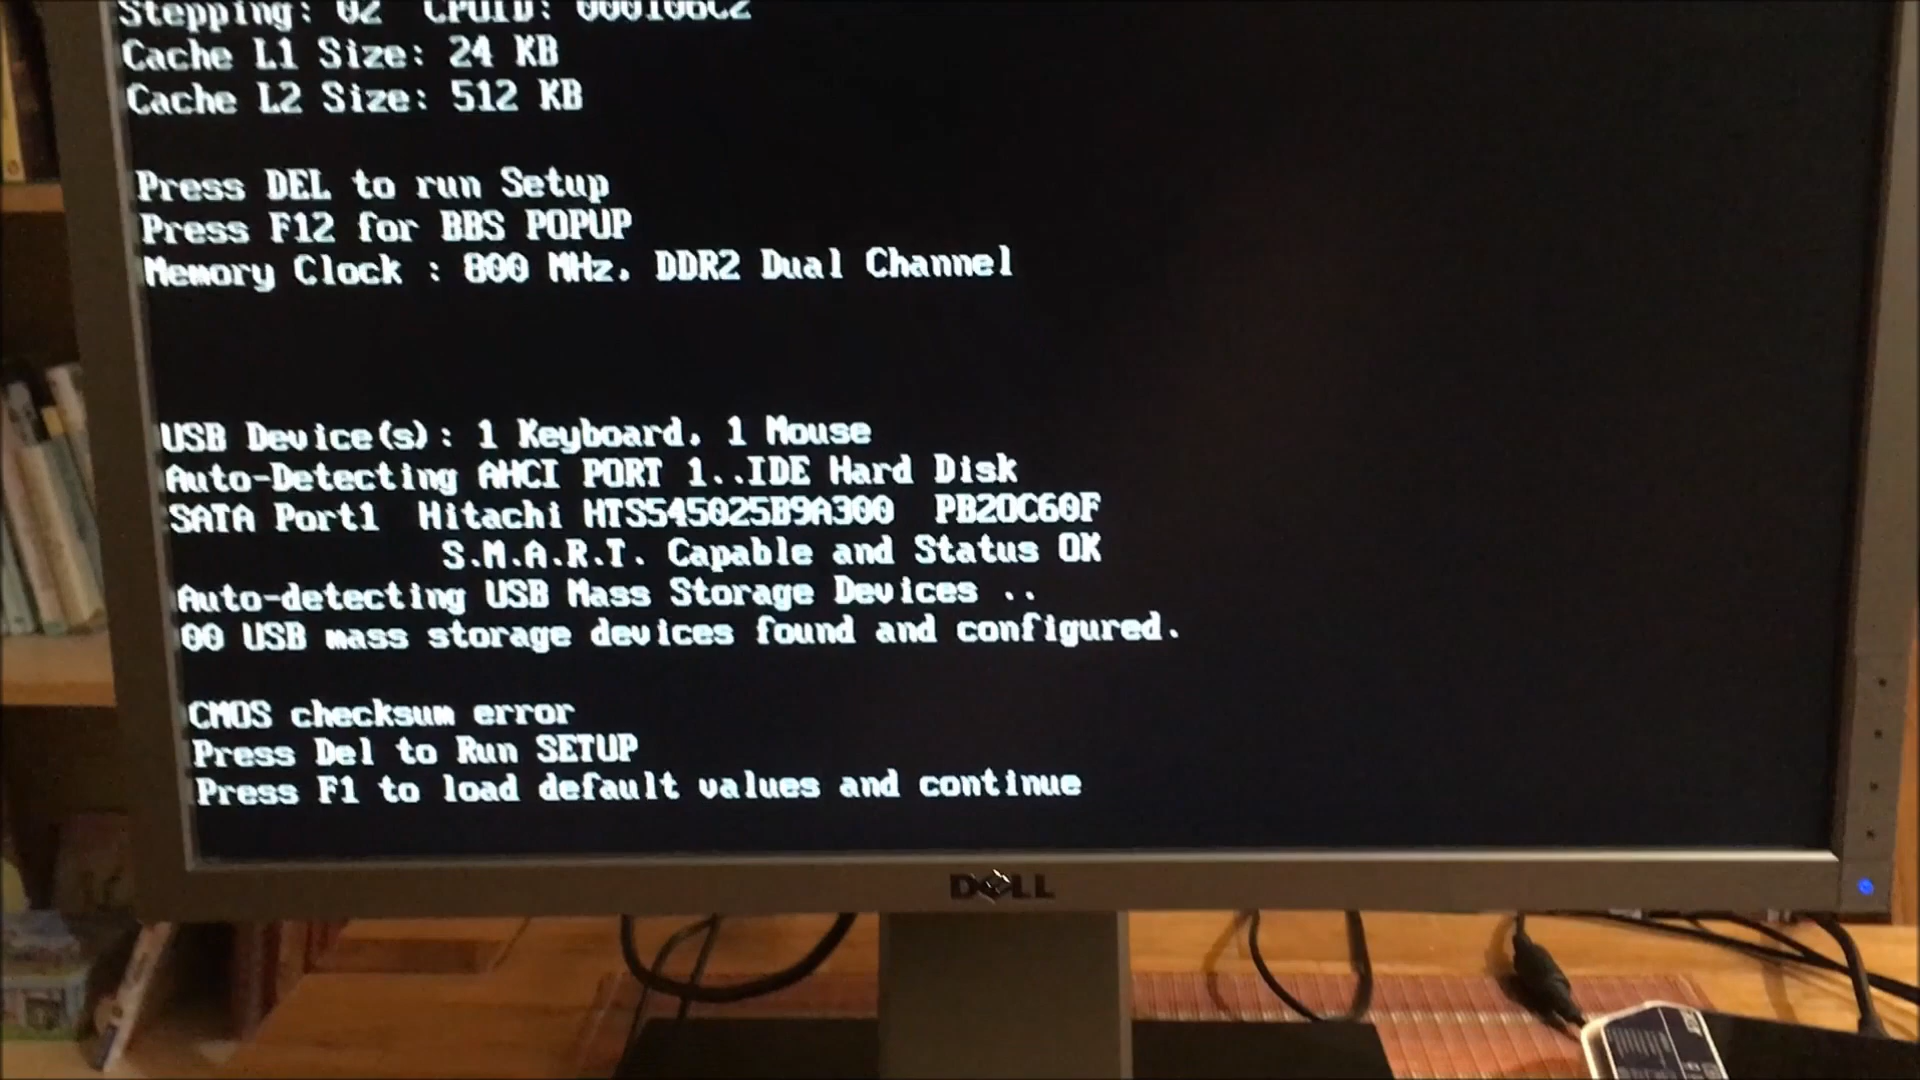 Stepping: 02 CPUID: 000106C2
Cache L1 Size: 24 KB
Cache L2 Size: 512 KB
Press DEL to run Setup
Press F12 for BBS POPUP
Memory Clock : 800 MHz, DDR2 Dual Channel
USB Device(s): 1 Keyboard, 1 Mouse
Auto-Detecting AHCI PORT 1..IDE Hard Disk
SATA Port1 Hitachi HTS545025B9A300 PB2OC60F
S.M.A.R.T. Capable and Status OK
Auto-detecting USB Mass Storage Devices ..
00 USB mass storage devices found and configured.
CMOS checksum error
Press Del to Run SETUP
Press F1 to load default values and continue
DELL